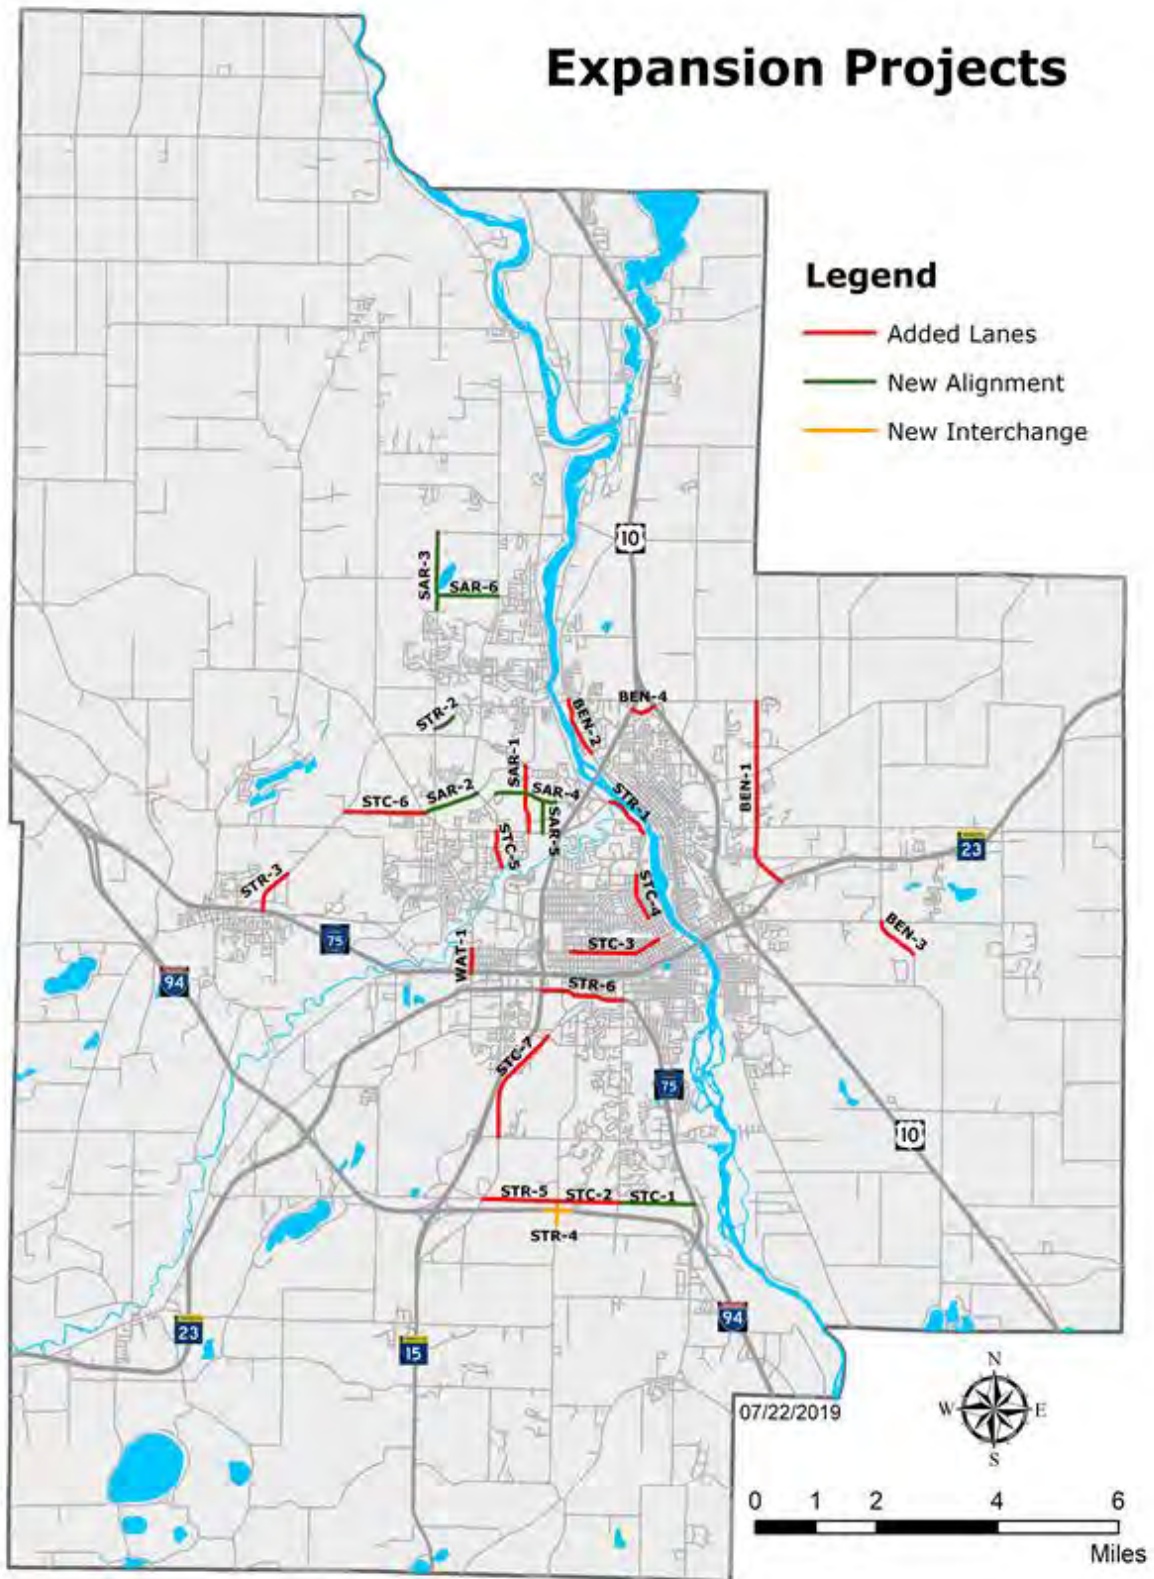 Expansion Projects
Legend
Added Lanes
New Alignment
New Interchange
10
SAR-3
SAR-6
STR-2
BEN-4
BEN-2
SAR-1
BEN-1
STC-6
SAR-2
SAR-4
STR-1
SAR-5
STC-5
23
STR-3
STC-4
BEN-3
75
WAT-1
STC-3
94
STR-6
STC-7
75
10
STR-5
STC-2
STC-1
STR-4
94
23
15
N
W
E
S
07/22/2019
0 1 2 4 6
Miles